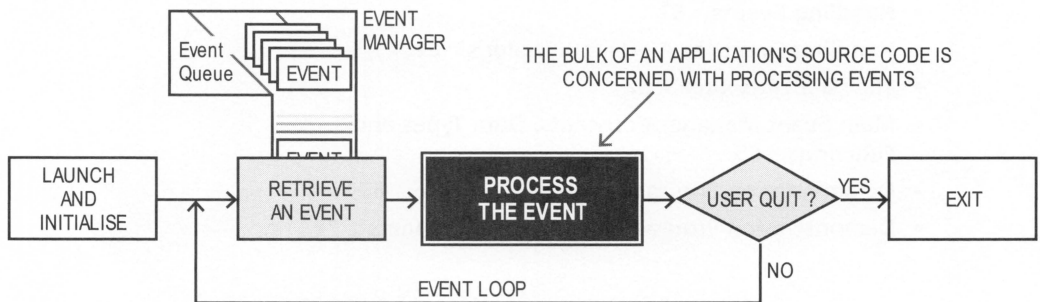 EVENT
MANAGER
Event
Queue
EVENT
THE BULK OF AN APPLICATION'S SOURCE CODE IS
CONCERNED WITH PROCESSING EVENTS
EVENT
LAUNCH
AND
INITIALISE
RETRIEVE
AN EVENT
PROCESS
THE EVENT
USER QUIT ?
YES
EXIT
NO
EVENT LOOP